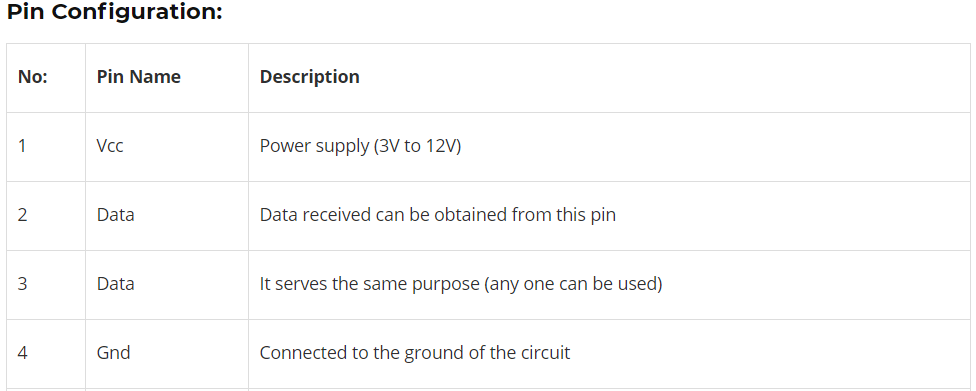 Pin Configuration:
No: Pin Name Description
1 Vcc Power supply (3V to 12V)
2 Data Data received can be obtained from this pin
3 Data It serves the same purpose (any one can be used)
4 Gnd Connected to the ground of the circuit